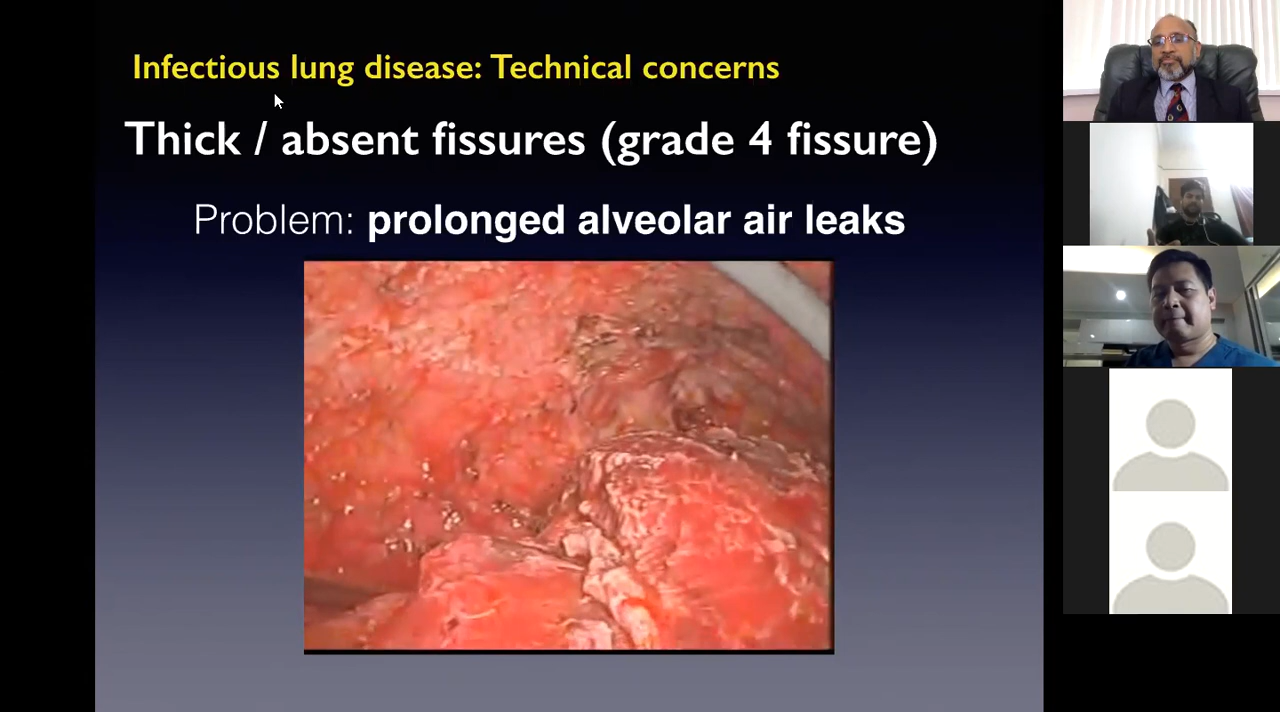 Infectious lung disease: Technical concerns
Thick / absent fissures (grade 4 fissure)
Problem: prolonged alveolar air leaks